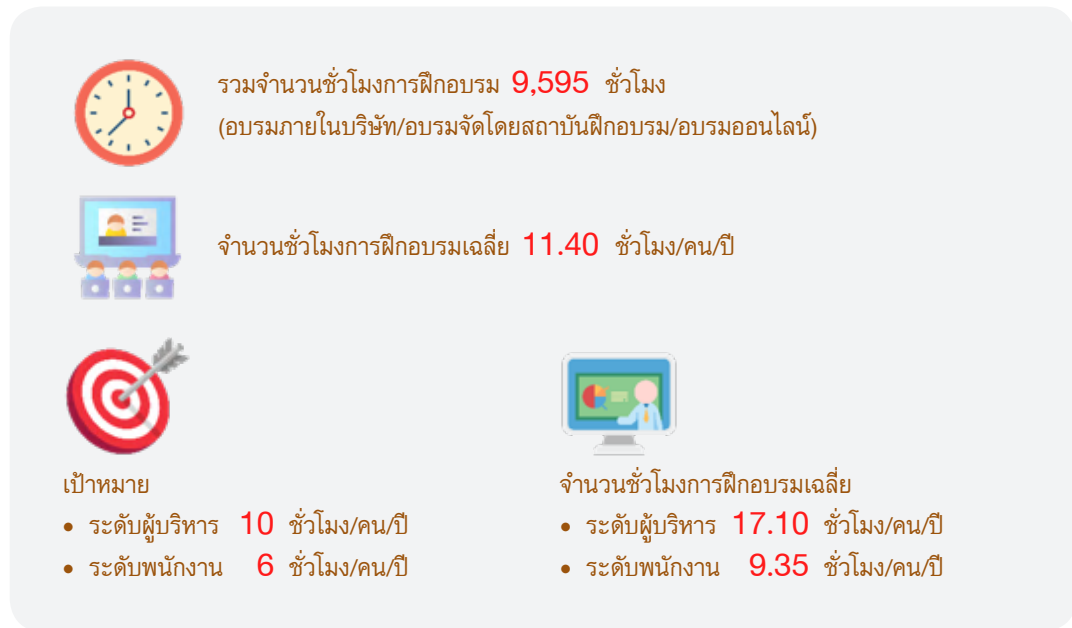 รวมจำนวนชั่วโมงการฝึกอบรม 9,595 ชั่วโมง
(อบรมภายในบริษัท/อบรมจัดโดยสถาบันฝึกอบรม/อบรมออนไลน์)
จำนวนชั่วโมงการฝึกอบรมเฉลี่ย 11.40 ชั่วโมง/คน/ปี
เป้าหมาย
• ระดับผู้บริหาร 10 ชั่วโมง/คน/ปี
• ระดับพนักงาน 6 ชั่วโมง/คน/ปี
จำนวนชั่วโมงการฝึกอบรมเฉลี่ย
• ระดับผู้บริหาร 17.10 ชั่วโมง/คน/ปี
• ระดับพนักงาน 9.35 ชั่วโมง/คน/ปี